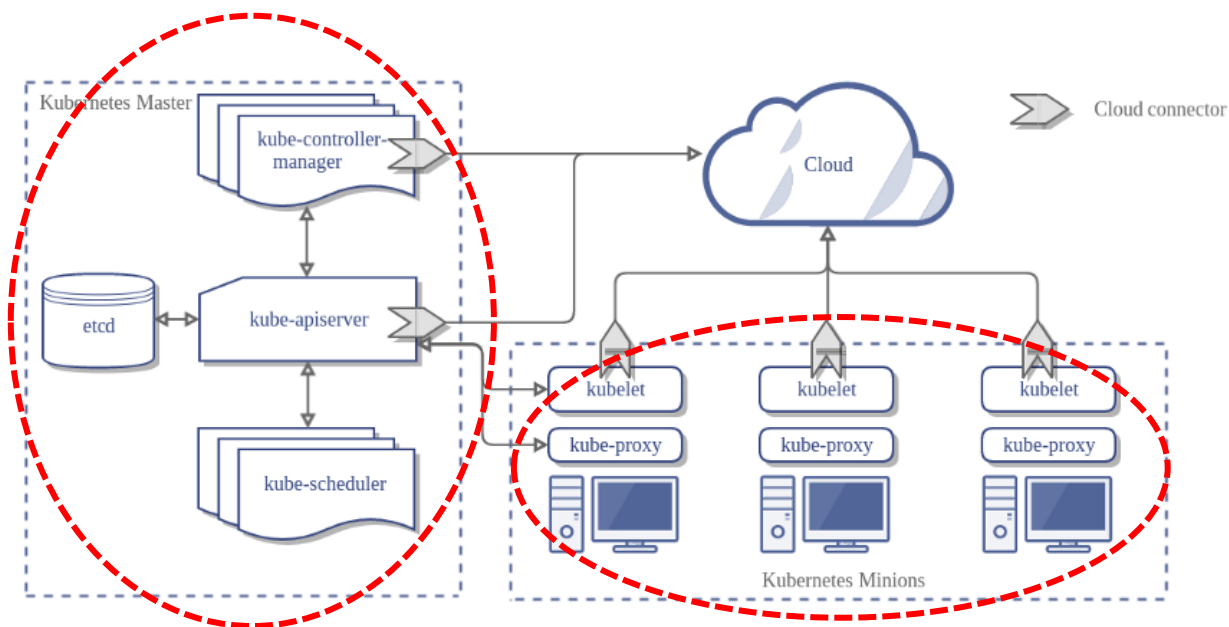 Kubernetes Master
kube-controller-
manager
etcd
kube-apiserver
kube-scheduler
Cloud
Cloud connector
kubelet
kubelet
kubelet
kube-proxy
kube-proxy
kube-proxy
Kubernetes Minions